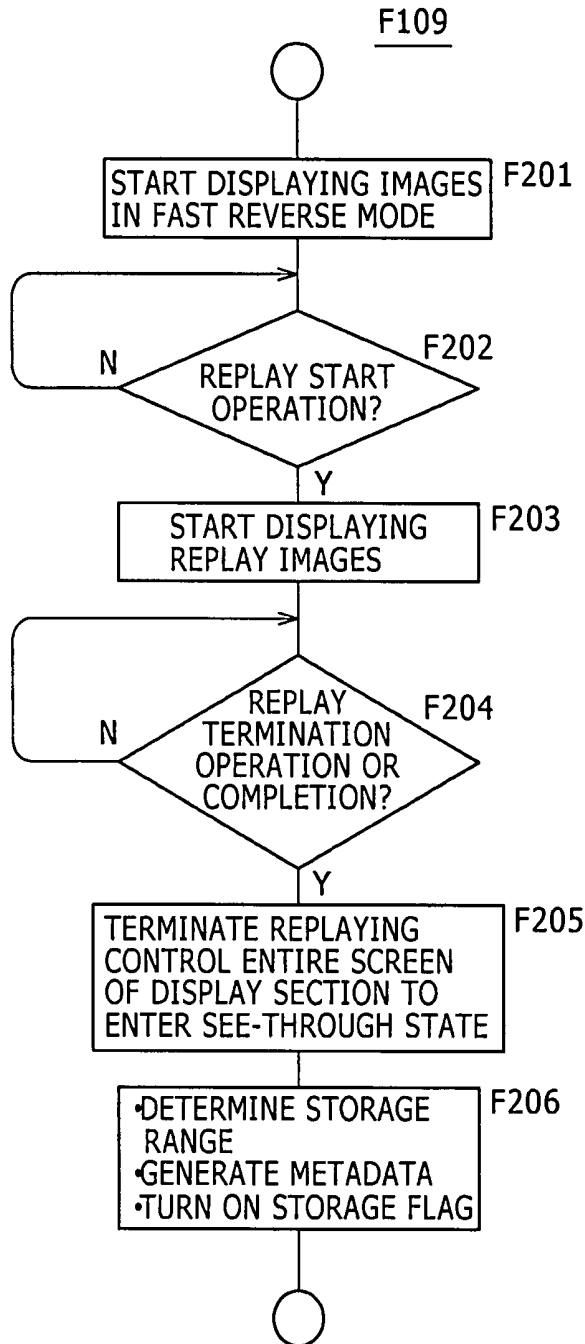 F109
START DISPLAYING IMAGES
IN FAST REVERSE MODE
F201
F202
N
REPLAY START
OPERATION?
Y
START DISPLAYING
REPLAY IMAGES
F203
F204
N
REPLAY
TERMINATION
OPERATION OR
COMPLETION?
Y
TERMINATE REPLAYING
CONTROL ENTIRE SCREEN
OF DISPLAY SECTION TO
ENTER SEE-THROUGH STATE
F205
•DETERMINE STORAGE
RANGE
•GENERATE METADATA
•TURN ON STORAGE FLAG
F206